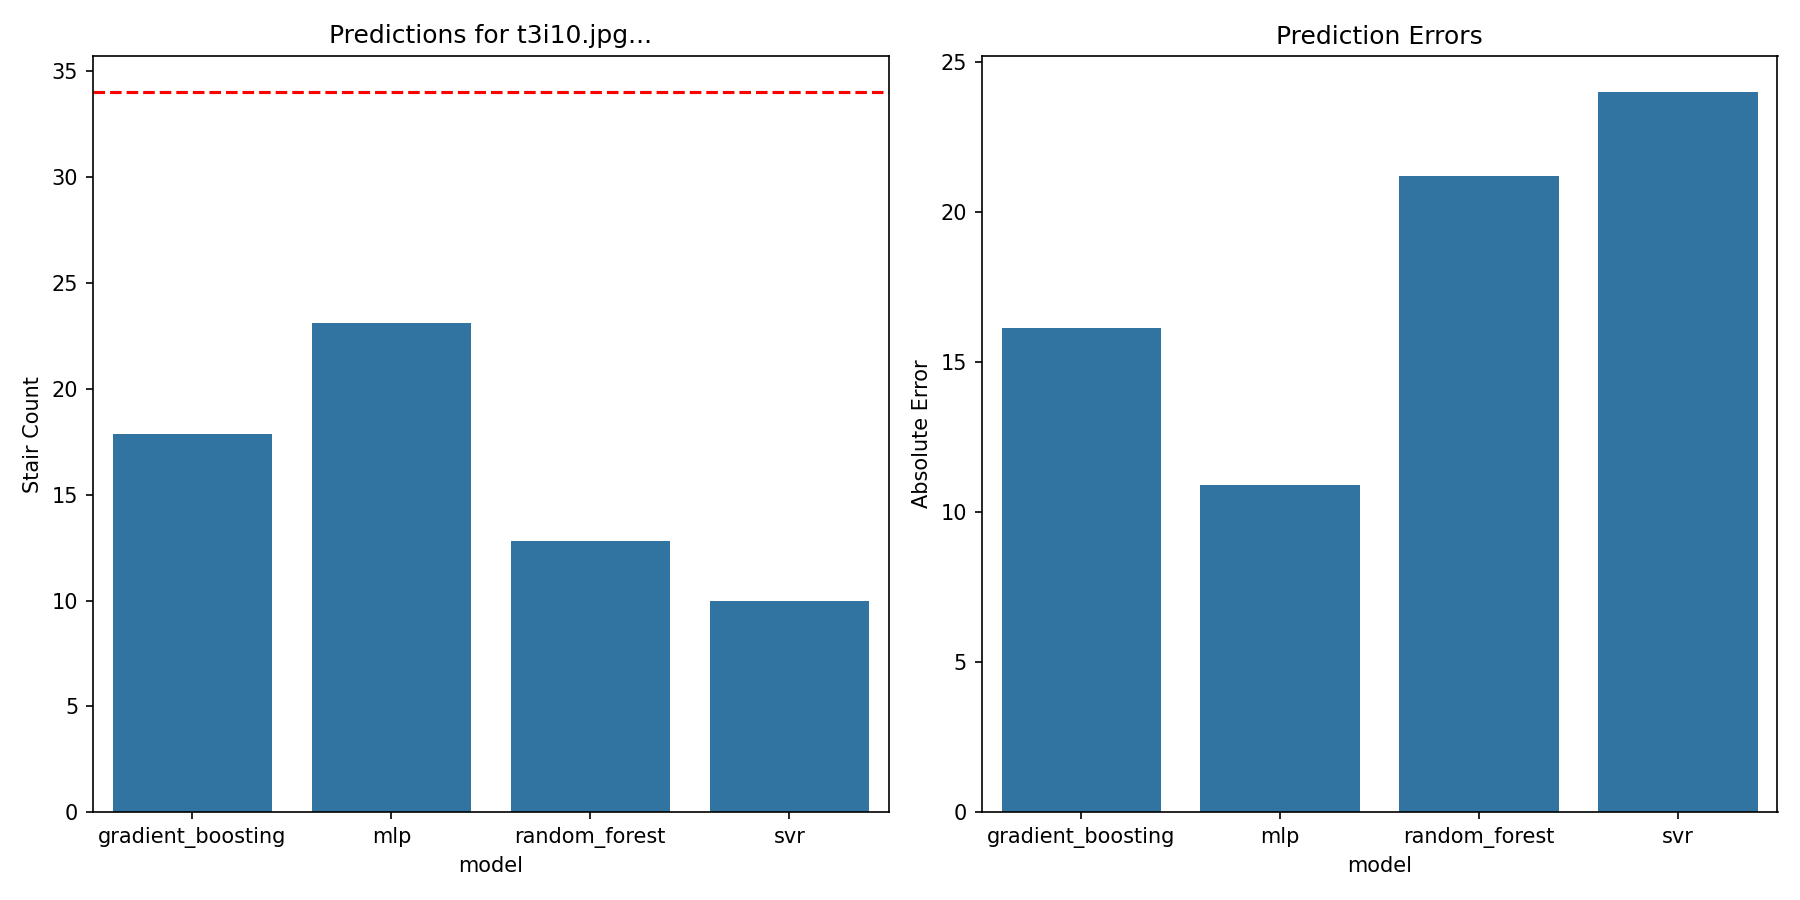 Predictions for t3i10.jpg...
Stair Count
35
30
25
20
15
10
5
0
gradient_boosting mlp random_forest svr
model
Prediction Errors
Absolute Error
25
20
15
10
5
0
gradient_boosting mlp random_forest svr
model